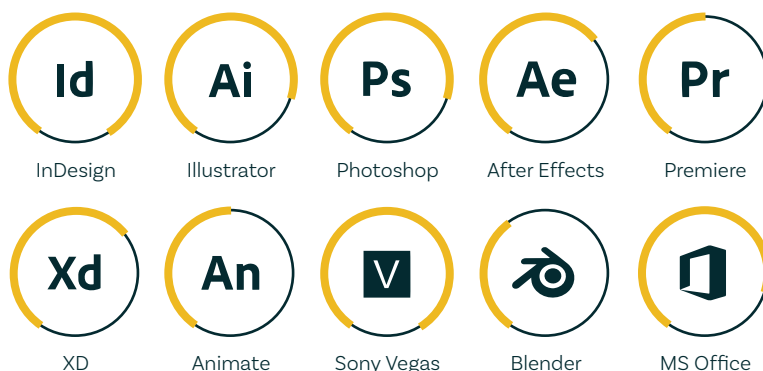 Id Ai Ps Ae Pr
InDesign Illustrator Photoshop After Effects Premiere
Xd An V
XD Animate Sony Vegas Blender MS Office